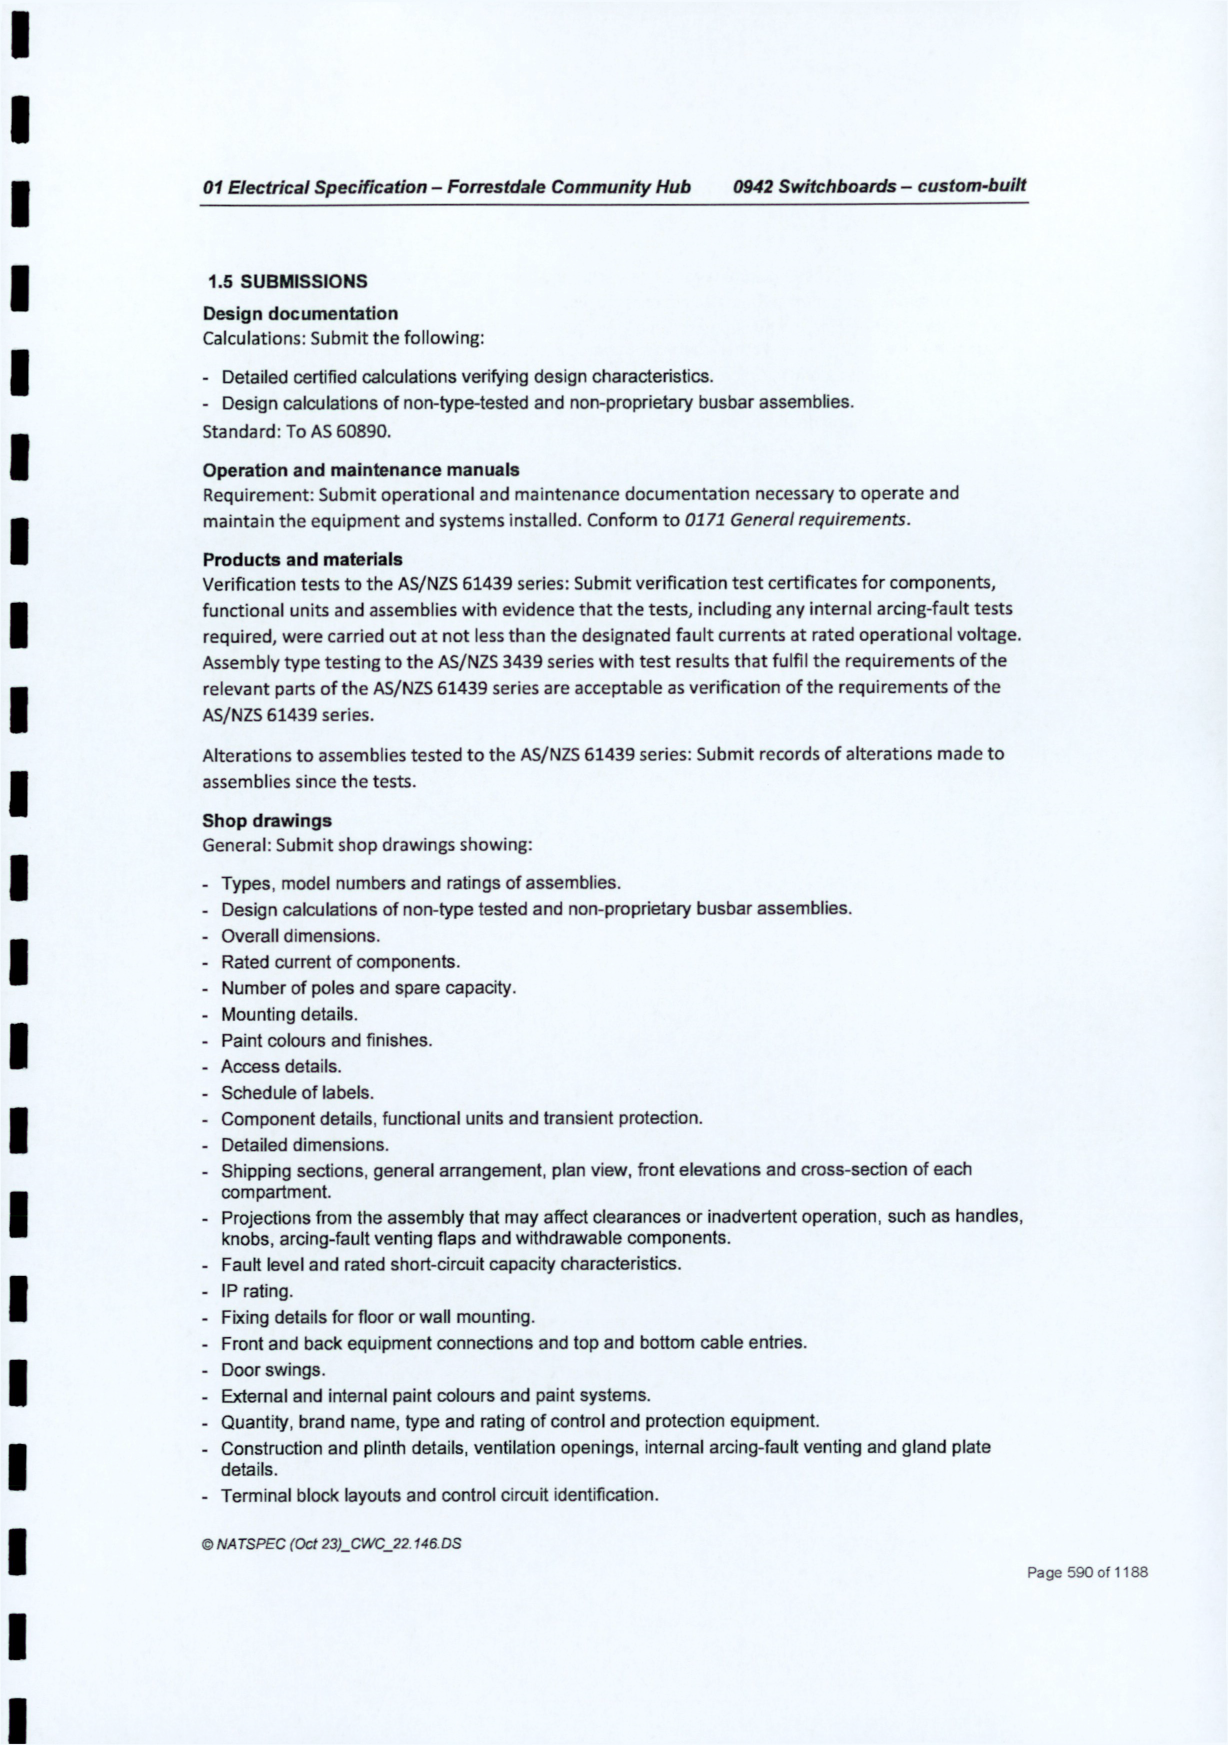 01 Electrical Specification – Forrestdale Community Hub 0942 Switchboards – custom-built
1.5 SUBMISSIONS
Design documentation
Calculations: Submit the following:
- Detailed certified calculations verifying design characteristics.
- Design calculations of non-type-tested and non-proprietary busbar assemblies.
Standard: To AS 60890.
Operation and maintenance manuals
Requirement: Submit operational and maintenance documentation necessary to operate and
maintain the equipment and systems installed. Conform to 0171 General requirements.
Products and materials
Verification tests to the AS/NZS 61439 series: Submit verification test certificates for components,
functional units and assemblies with evidence that the tests, including any internal arcing-fault tests
required, were carried out at not less than the designated fault currents at rated operational voltage.
Assembly type testing to the AS/NZS 3439 series with test results that fulfil the requirements of the
relevant parts of the AS/NZS 61439 series are acceptable as verification of the requirements of the
AS/NZS 61439 series.
Alterations to assemblies tested to the AS/NZS 61439 series: Submit records of alterations made to
assemblies since the tests.
Shop drawings
General: Submit shop drawings showing:
- Types, model numbers and ratings of assemblies.
- Design calculations of non-type tested and non-proprietary busbar assemblies.
- Overall dimensions.
- Rated current of components.
- Number of poles and spare capacity.
- Mounting details.
- Paint colours and finishes.
- Access details.
- Schedule of labels.
- Component details, functional units and transient protection.
- Detailed dimensions.
- Shipping sections, general arrangement, plan view, front elevations and cross-section of each
compartment.
- Projections from the assembly that may affect clearances or inadvertent operation, such as handles,
knobs, arcing-fault venting flaps and withdrawable components.
- Fault level and rated short-circuit capacity characteristics.
- IP rating.
- Fixing details for floor or wall mounting.
- Front and back equipment connections and top and bottom cable entries.
- Door swings.
- External and internal paint colours and paint systems.
- Quantity, brand name, type and rating of control and protection equipment.
- Construction and plinth details, ventilation openings, internal arcing-fault venting and gland plate
details.
- Terminal block layouts and control circuit identification.
© NATSPEC (Oct 23)_CWC_22.146.DS
Page 590 of 1188